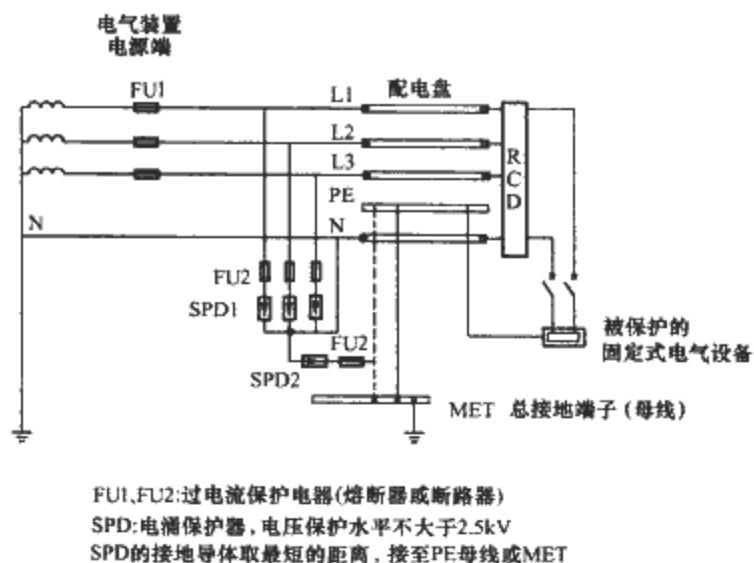 电气装置
电源端
FU1
L1
配电盘
L2
L3
RCD
PE
N
N
FU2
SPD1
FU2
SPD2
被保护的
固定式电气设备
MET 总接地端子(母线)
FU1、FU2:过电流保护电器(熔断器或断路器)
SPD:电涌保护器,电压保护水平不大于2.5kV
SPD的接地导体取最短的距离,接至PE母线或MET